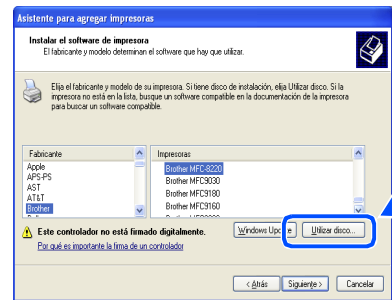 Asistente para agregar impresoras
Instalar el software de impresora
El fabricante y modelo determinan el software que hay que utilizar.
Elija el fabricante y modelo de su impresora. Si tiene disco de instalación, elija Utilizar disco. Si la
impresora no está en la lista, busque un software compatible en la documentación de la impresora
para buscar un software compatible.
Fabricante
Apple
APS-PS
AST
AT&T
Brother
Impresoras
Brother MFC-8220
Brother MFC9030
Brother MFC9180
Brother MFC9160
Este controlador no está firmado digitalmente.
Por qué es importante la firma de un controlador
Windows Update
Utilizar disco...
< Atrás
Siguiente >
Cancelar